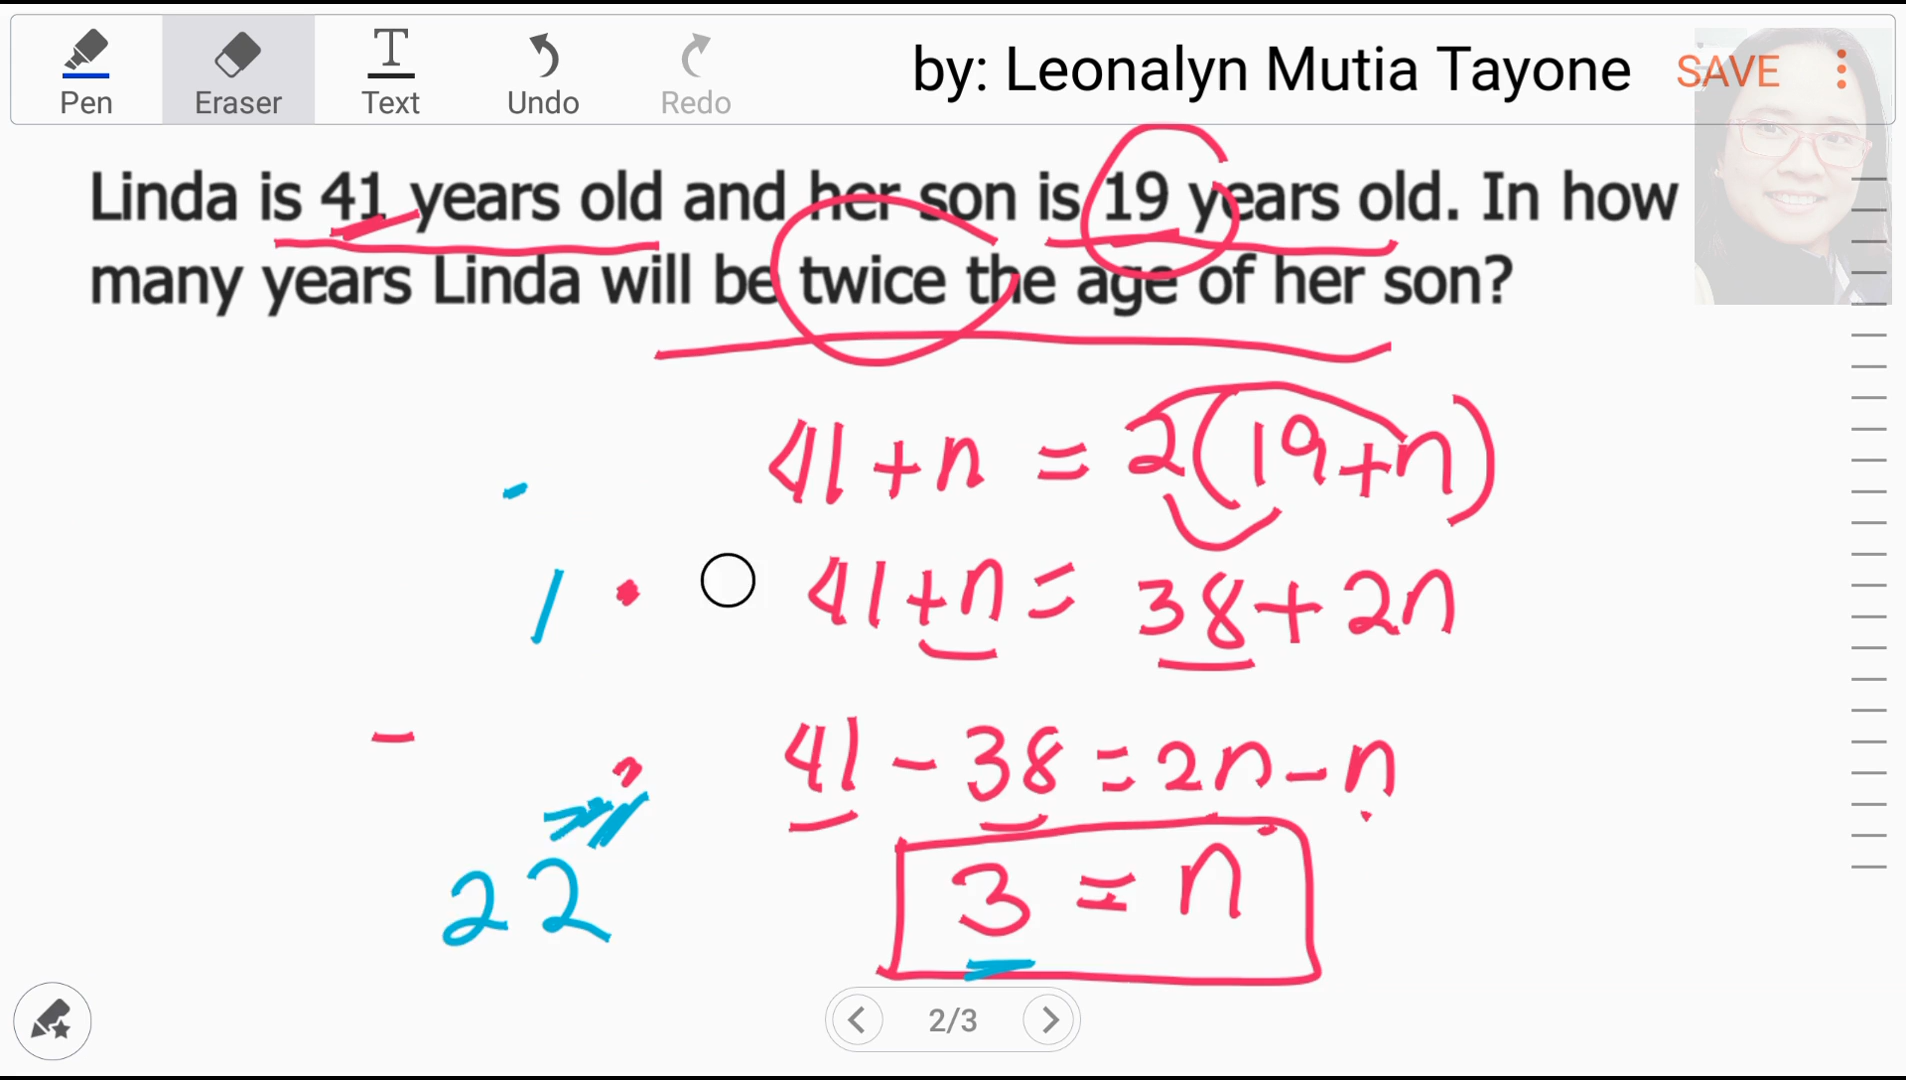 Pen Eraser Text Undo Redo by: Leonalyn Mutia Tayone SAVE
Linda is 41 years old and her son is 19 years old. In how
many years Linda will be twice the age of her son?
41 + n = 2(19+n)
41+n = 38+2n
41 - 38 = 2n - n
22
3 = n
2/3